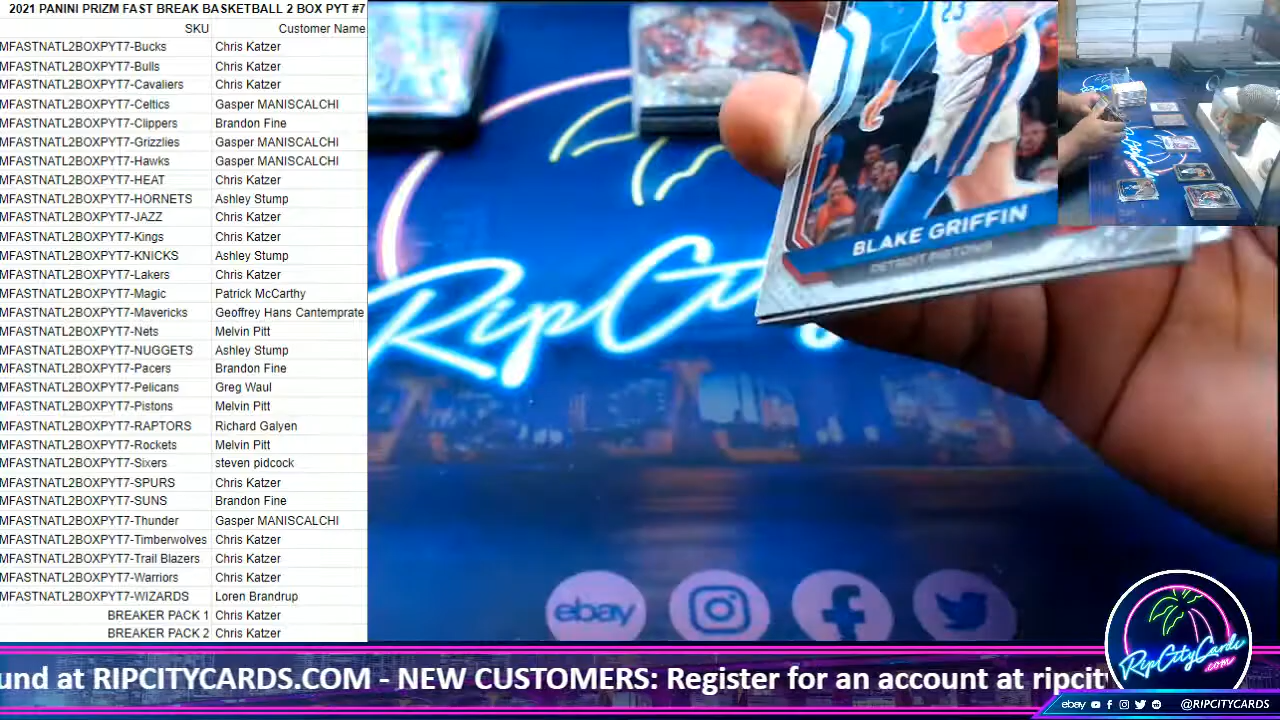 2021 PANINI PRIZM FAST BREAK BASKETBALL 2 BOX PYT #7
SKU Customer Name
MFASTNATL2BOXPYT7-Bucks Chris Katzer
MFASTNATL2BOXPYT7-Bulls Chris Katzer
MFASTNATL2BOXPYT7-Cavaliers Chris Katzer
MFASTNATL2BOXPYT7-Celtics Gasper MANISCALCHI
MFASTNATL2BOXPYT7-Clippers Brandon Fine
MFASTNATL2BOXPYT7-Grizzlies Gasper MANISCALCHI
MFASTNATL2BOXPYT7-Hawks Gasper MANISCALCHI
MFASTNATL2BOXPYT7-HEAT Chris Katzer
MFASTNATL2BOXPYT7-HORNETS Ashley Stump
MFASTNATL2BOXPYT7-JAZZ Chris Katzer
MFASTNATL2BOXPYT7-Kings Chris Katzer
MFASTNATL2BOXPYT7-KNICKS Ashley Stump
MFASTNATL2BOXPYT7-Lakers Chris Katzer
MFASTNATL2BOXPYT7-Magic Patrick McCarthy
MFASTNATL2BOXPYT7-Mavericks Geoffrey Hans Cantemprate
MFASTNATL2BOXPYT7-Nets Melvin Pitt
MFASTNATL2BOXPYT7-NUGGETS Ashley Stump
MFASTNATL2BOXPYT7-Pacers Brandon Fine
MFASTNATL2BOXPYT7-Pelicans Greg Waul
MFASTNATL2BOXPYT7-Pistons Melvin Pitt
MFASTNATL2BOXPYT7-RAPTORS Richard Galyen
MFASTNATL2BOXPYT7-Rockets Melvin Pitt
MFASTNATL2BOXPYT7-Sixers steven pidcock
MFASTNATL2BOXPYT7-SPURS Chris Katzer
MFASTNATL2BOXPYT7-SUNS Brandon Fine
MFASTNATL2BOXPYT7-Thunder Gasper MANISCALCHI
MFASTNATL2BOXPYT7-Timberwolves Chris Katzer
MFASTNATL2BOXPYT7-Trail Blazers Chris Katzer
MFASTNATL2BOXPYT7-Warriors Chris Katzer
MFASTNATL2BOXPYT7-WIZARDS Loren Brandrup
BREAKER PACK 1 Chris Katzer
BREAKER PACK 2 Chris Katzer
23
BLAKE GRIFFIN
DETROIT PISTONS
RipCity
ebay
RipCityCards
.com
und at RIPCITYCARDS.COM - NEW CUSTOMERS: Register for an account at ripcity
ebay @RIPCITYCARDS